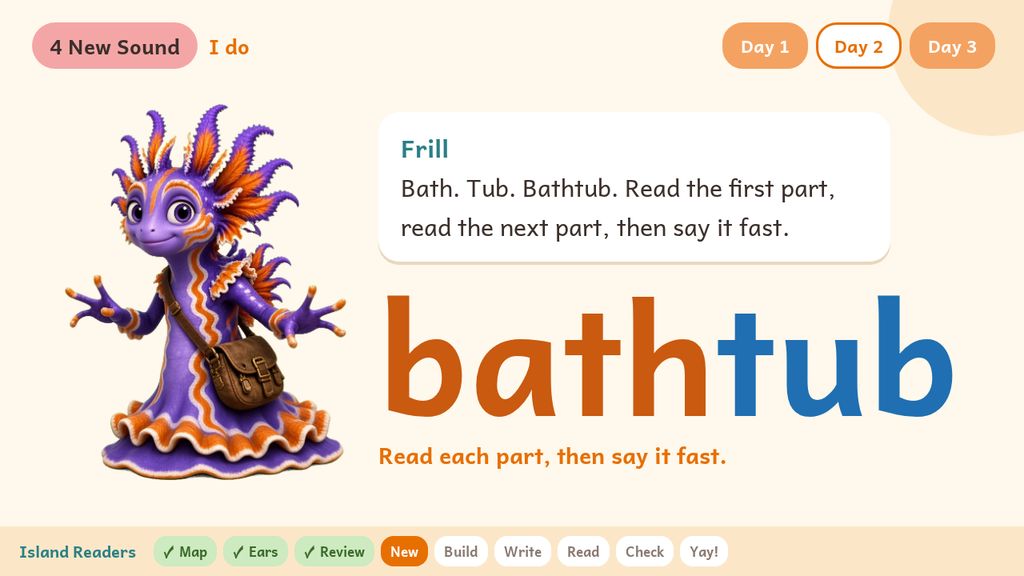 4 New Sound I do
Day 1 Day 2 Day 3
Frill
Bath. Tub. Bathtub. Read the first part,
read the next part, then say it fast.
bathtub
Read each part, then say it fast.
Island Readers ✓ Map ✓ Ears ✓ Review New Build Write Read Check Yay!